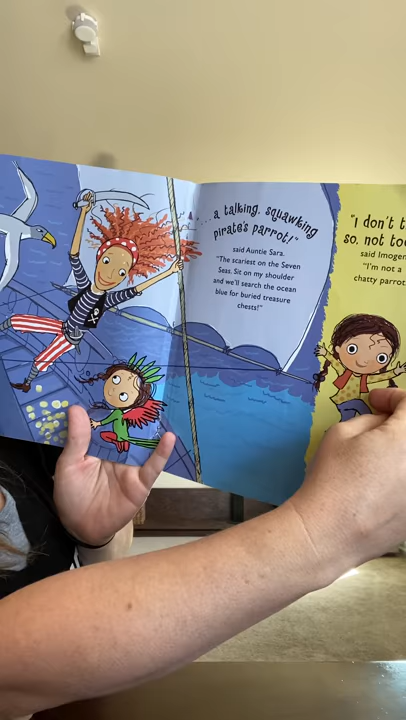 ...a talking, squawking
pirate's parrot!"
said Auntie Sara.
"The scariest on the Seven
Seas. Sit on my shoulder
and we'll search the ocean
blue for buried treasure
chests!"
"I don't t
so, not too
said Imogen
"I'm not a
chatty parrot